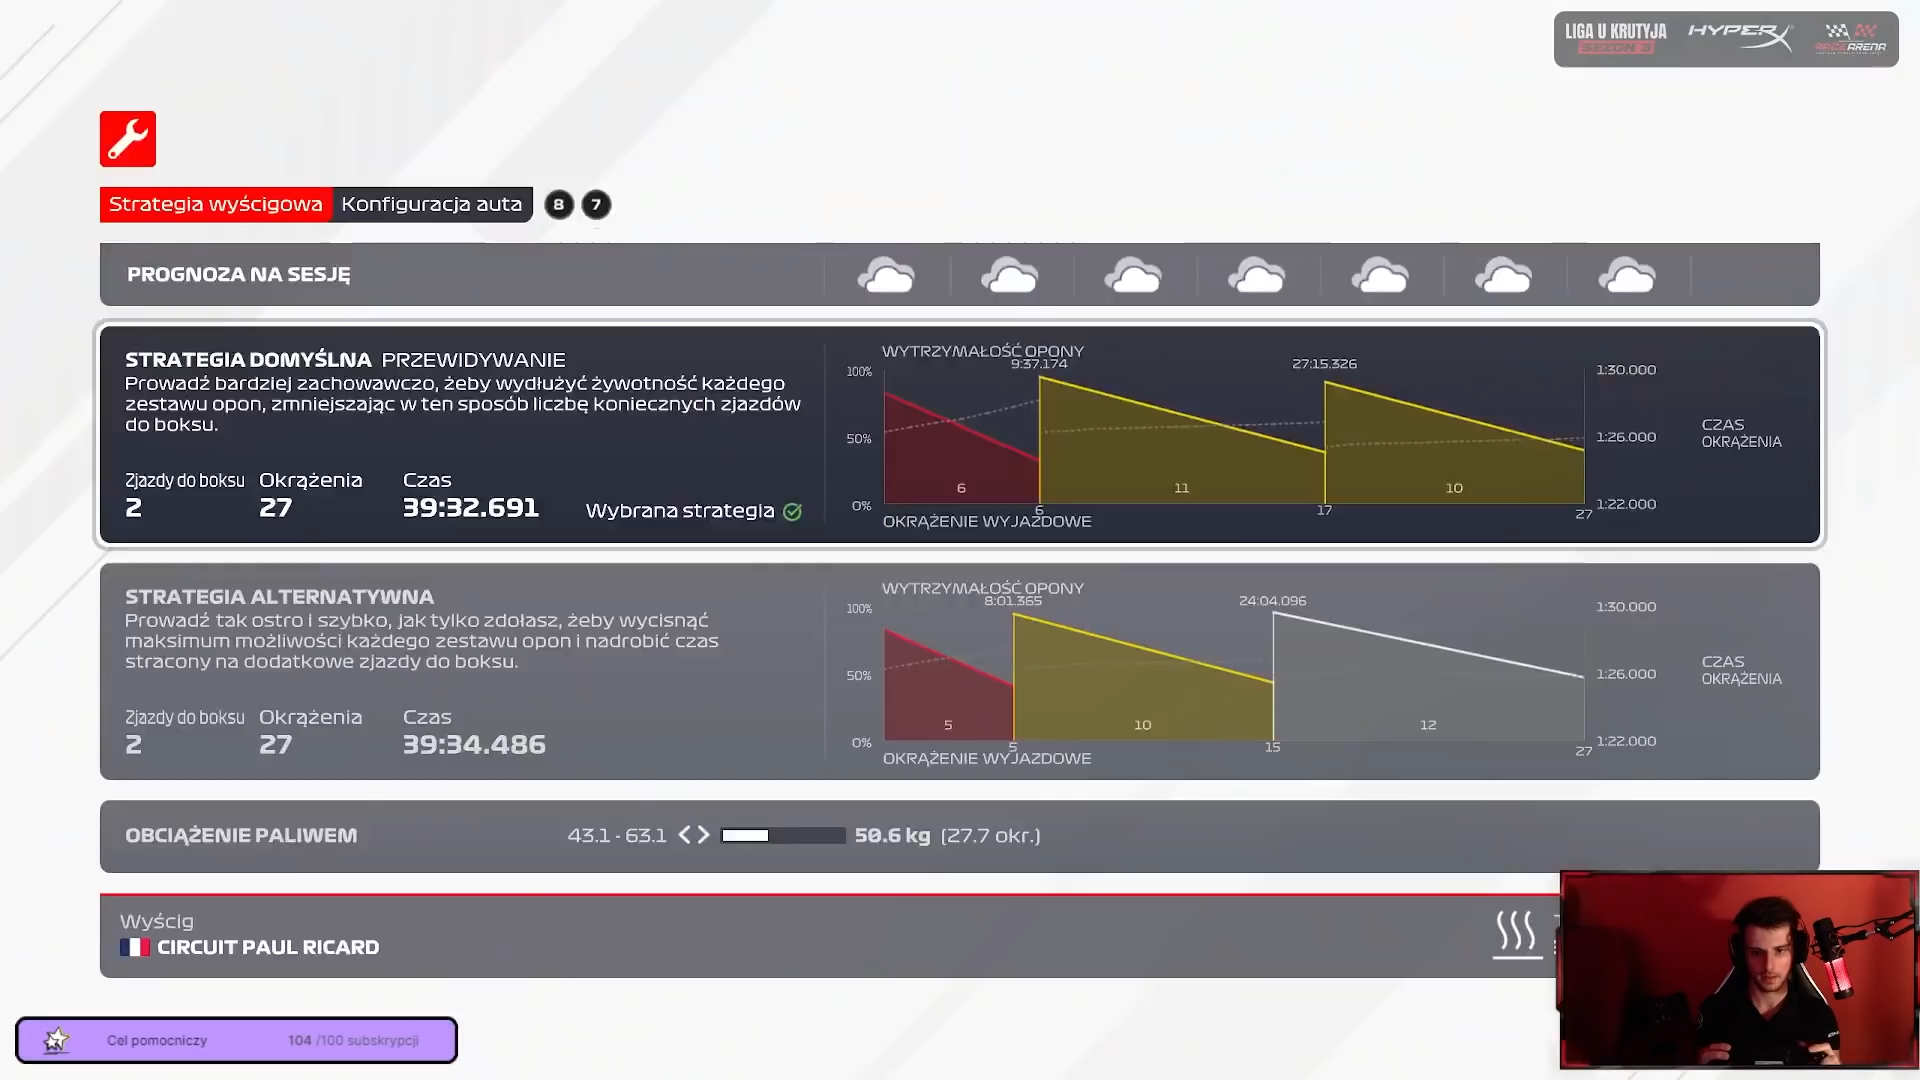 LIGA U KRUTYJA
SEZON 3
HYPERX
RACE ARENA
Strategia wyścigowa
Konfiguracja auta
8
7
PROGNOZA NA SESJĘ
STRATEGIA DOMYŚLNA PRZEWIDYWANIE
Prowadź bardziej zachowawczo, żeby wydłużyć żywotność każdego
zestawu opon, zmniejszając w ten sposób liczbę koniecznych zjazdów
do boksu.
Zjazdy do boksu
Okrążenia
Czas
2
27
39:32.691
Wybrana strategia
WYTRZYMAŁOŚĆ OPONY
9:37.174
27:15.326
100%
50%
0%
6
11
10
6
17
27
OKRĄŻENIE WYJAZDOWE
1:30.000
1:26.000
1:22.000
CZAS
OKRĄŻENIA
STRATEGIA ALTERNATYWNA
Prowadź tak ostro i szybko, jak tylko zdołasz, żeby wycisnąć
maksimum możliwości każdego zestawu opon i nadrobić czas
stracony na dodatkowe zjazdy do boksu.
Zjazdy do boksu
Okrążenia
Czas
2
27
39:34.486
WYTRZYMAŁOŚĆ OPONY
8:01.365
24:04.096
100%
50%
0%
5
10
12
5
15
27
OKRĄŻENIE WYJAZDOWE
1:30.000
1:26.000
1:22.000
CZAS
OKRĄŻENIA
OBCIĄŻENIE PALIWEM
43.1 - 63.1
50.6 kg (27.7 okr.)
Wyścig
CIRCUIT PAUL RICARD
Cel pomocniczy
104 /100 subskrypcji